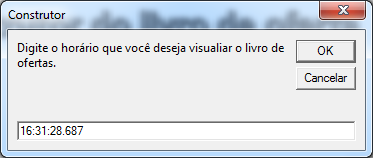 Construtor
Digite o horário que você deseja visualiar o livro de
ofertas.
OK
Cancelar
16:31:28.687